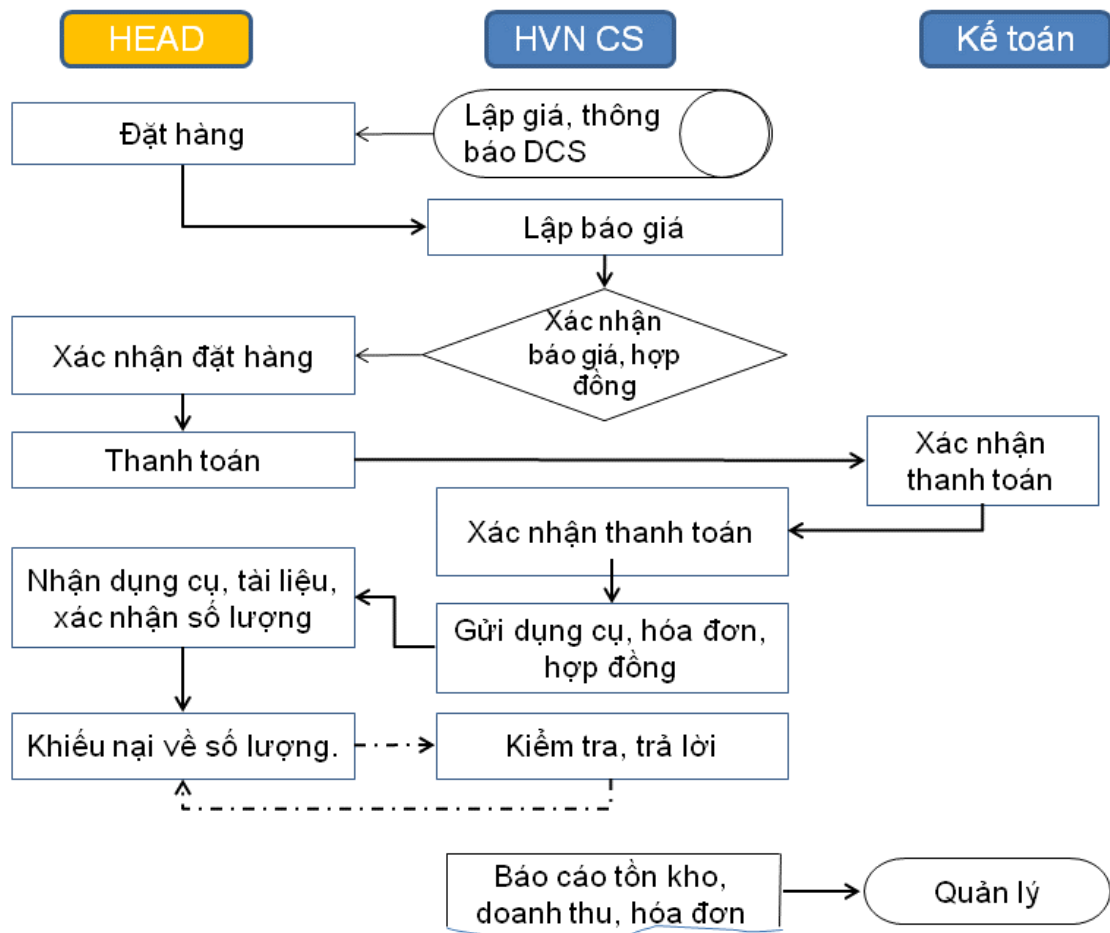 HEAD
HVN CS
Kế toán
Đặt hàng
Lập giá, thông
báo DCS
Lập báo giá
Xác nhận
báo giá, hợp
đồng
Xác nhận đặt hàng
Thanh toán
Xác nhận
thanh toán
Xác nhận thanh toán
Nhận dụng cụ, tài liệu,
xác nhận số lượng
Gửi dụng cụ, hóa đơn,
hợp đồng
Khiếu nại về số lượng.
Kiểm tra, trả lời
Báo cáo tồn kho,
doanh thu, hóa đơn
Quản lý